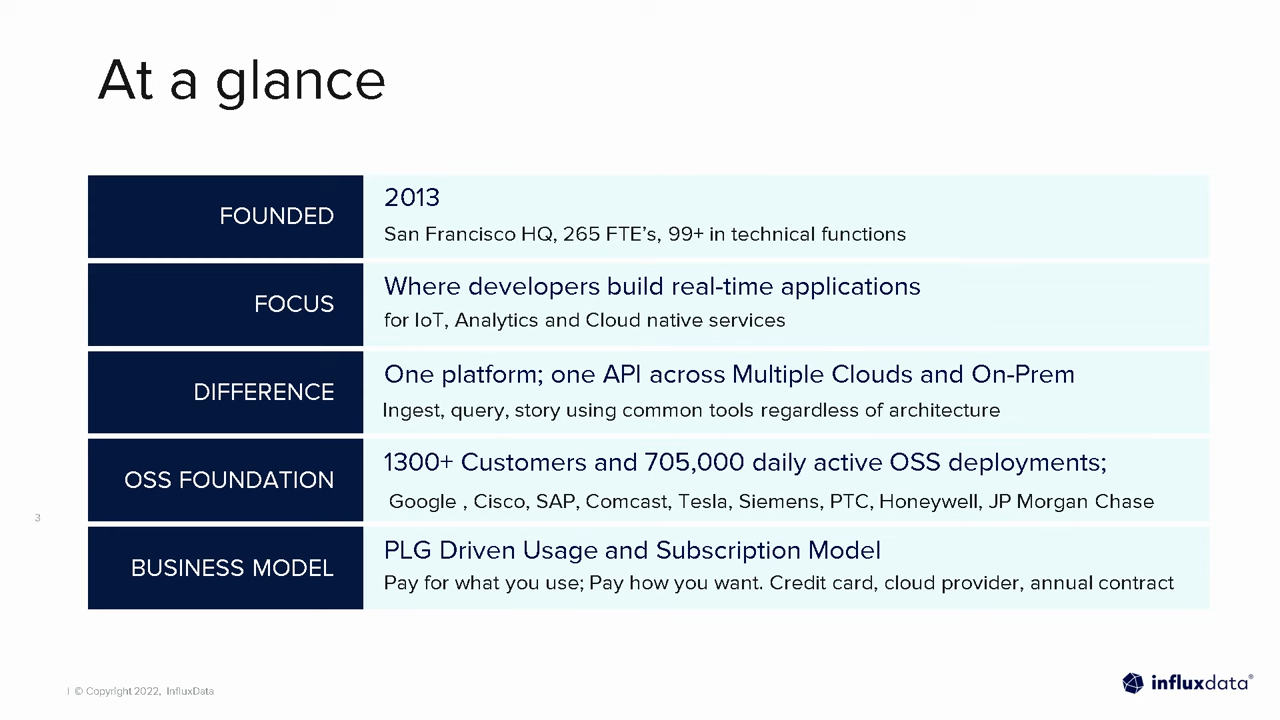 At a glance
FOUNDED
2013
San Francisco HQ, 265 FTE's, 99+ in technical functions
FOCUS
Where developers build real-time applications
for IoT, Analytics and Cloud native services
DIFFERENCE
One platform; one API across Multiple Clouds and On-Prem
Ingest, query, story using common tools regardless of architecture
OSS FOUNDATION
1300+ Customers and 705,000 daily active OSS deployments;
Google , Cisco, SAP, Comcast, Tesla, Siemens, PTC, Honeywell, JP Morgan Chase
3
BUSINESS MODEL
PLG Driven Usage and Subscription Model
Pay for what you use; Pay how you want. Credit card, cloud provider, annual contract
| © Copyright 2022, InfluxData
influxdata®